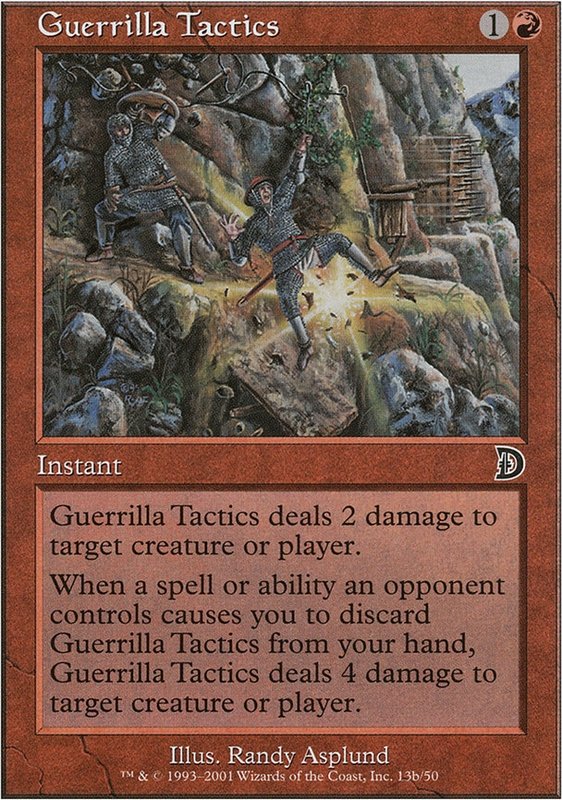 Guerrilla Tactics 1
Instant
Guerrilla Tactics deals 2 damage to
target creature or player.
When a spell or ability an opponent
controls causes you to discard
Guerrilla Tactics from your hand,
Guerrilla Tactics deals 4 damage to
target creature or player.
Illus. Randy Asplund
™ & © 1993–2001 Wizards of the Coast, Inc. 13b/50